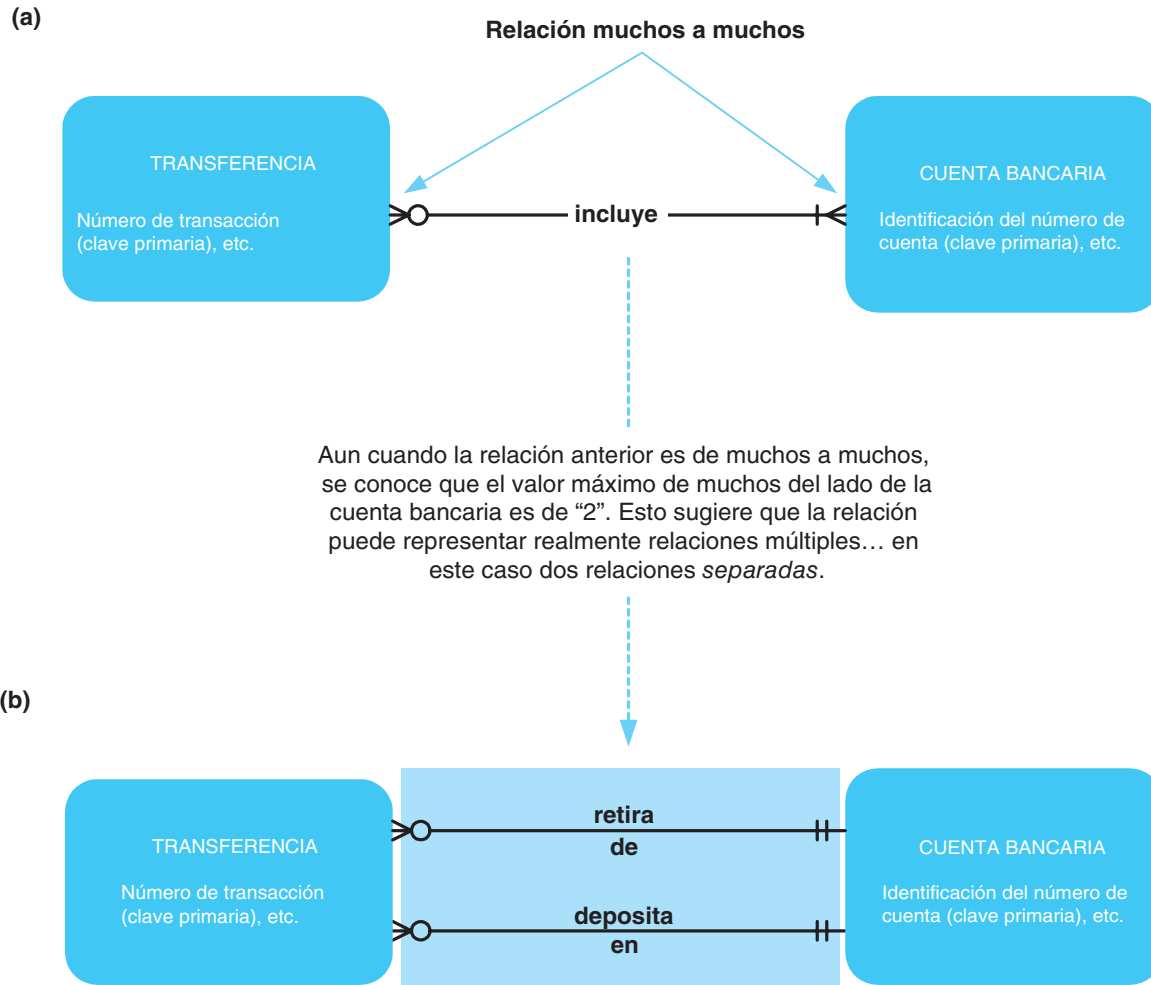 (a)
Relación muchos a muchos
TRANSFERENCIA
Número de transacción
(clave primaria), etc.
incluye
CUENTA BANCARIA
Identificación del número de
cuenta (clave primaria), etc.
Aun cuando la relación anterior es de muchos a muchos,
se conoce que el valor máximo de muchos del lado de la
cuenta bancaria es de “2”. Esto sugiere que la relación
puede representar realmente relaciones múltiples… en
este caso dos relaciones separadas.
(b)
TRANSFERENCIA
Número de transacción
(clave primaria), etc.
retira
de
deposita
en
CUENTA BANCARIA
Identificación del número de
cuenta (clave primaria), etc.